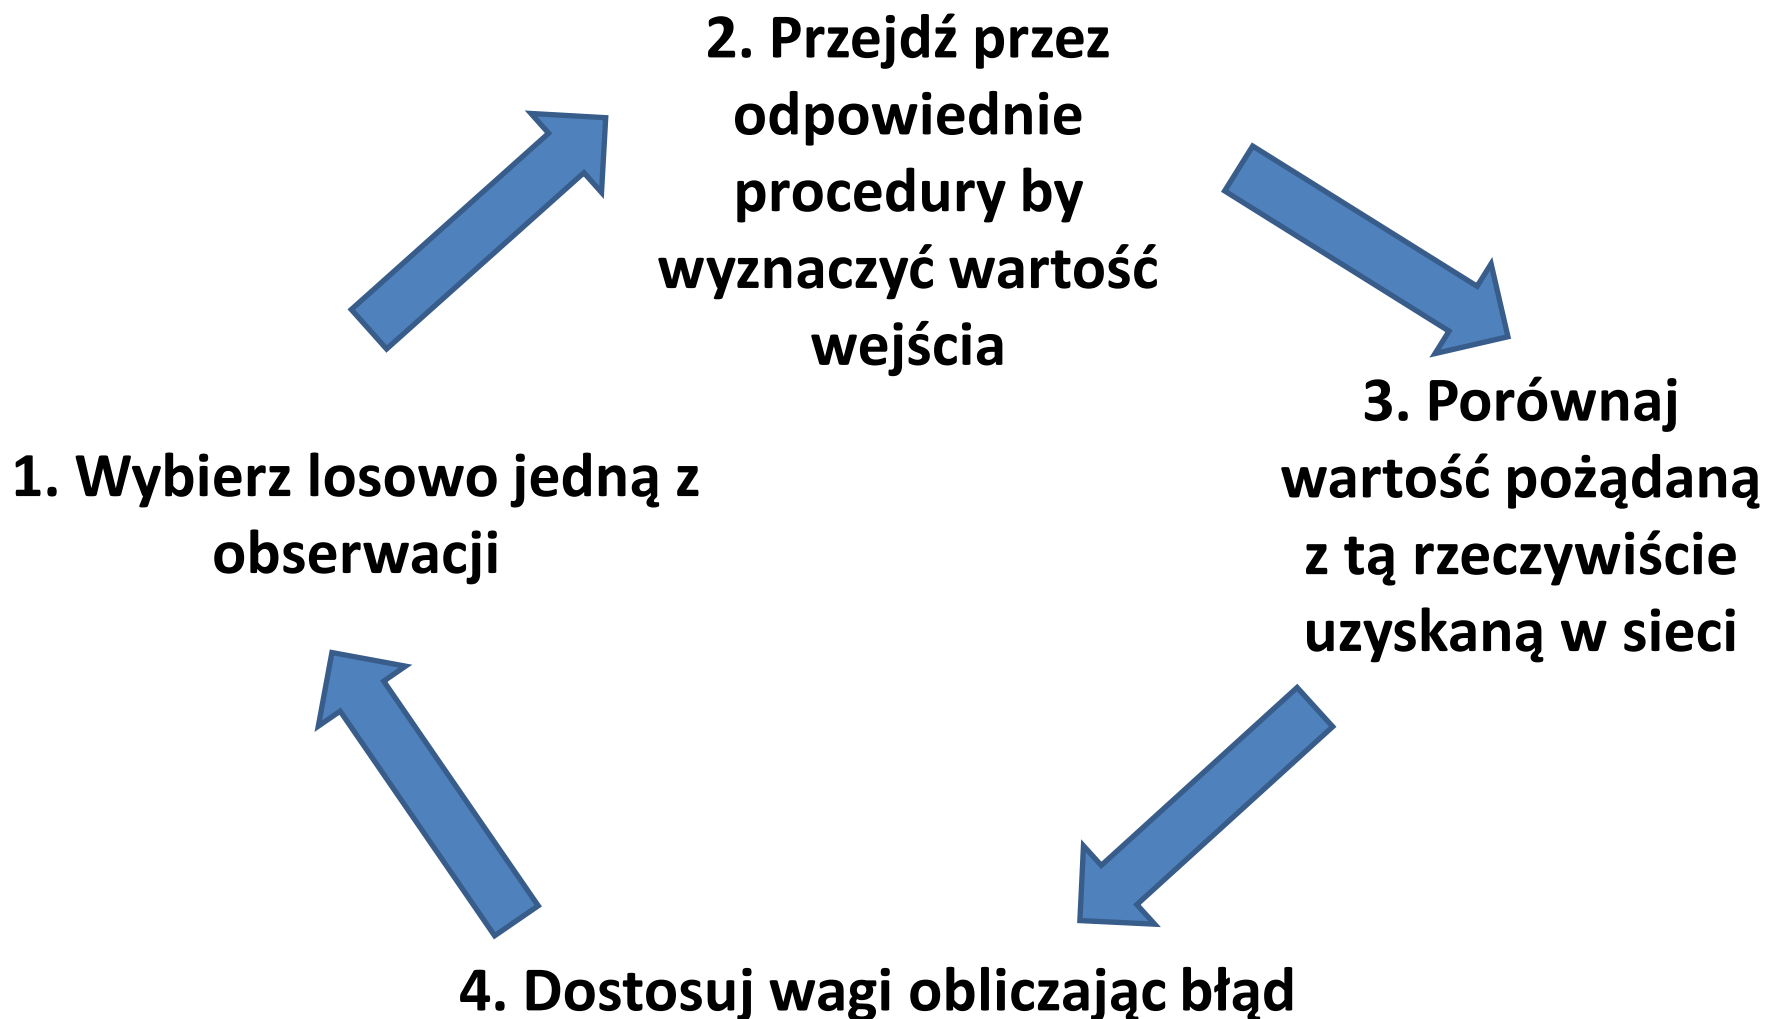 1. Wybierz losowo jedną z
obserwacji
2. Przejdź przez
odpowiednie
procedury by
wyznaczyć wartość
wejścia
3. Porównaj
wartość pożądaną
z tą rzeczywiście
uzyskaną w sieci
4. Dostosuj wagi obliczając błąd